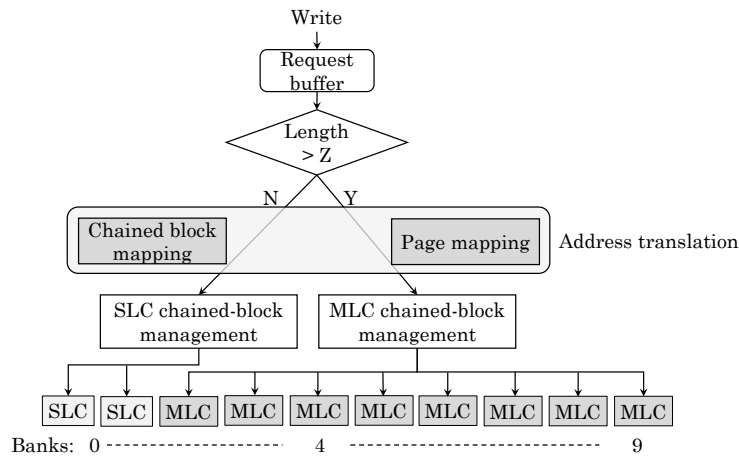 Write
Request
buffer
Length
> Z
N Y
Chained block
mapping
Page mapping
Address translation
SLC chained-block
management
MLC chained-block
management
SLC SLC MLC MLC MLC MLC MLC MLC MLC MLC
Banks: 0 4 9